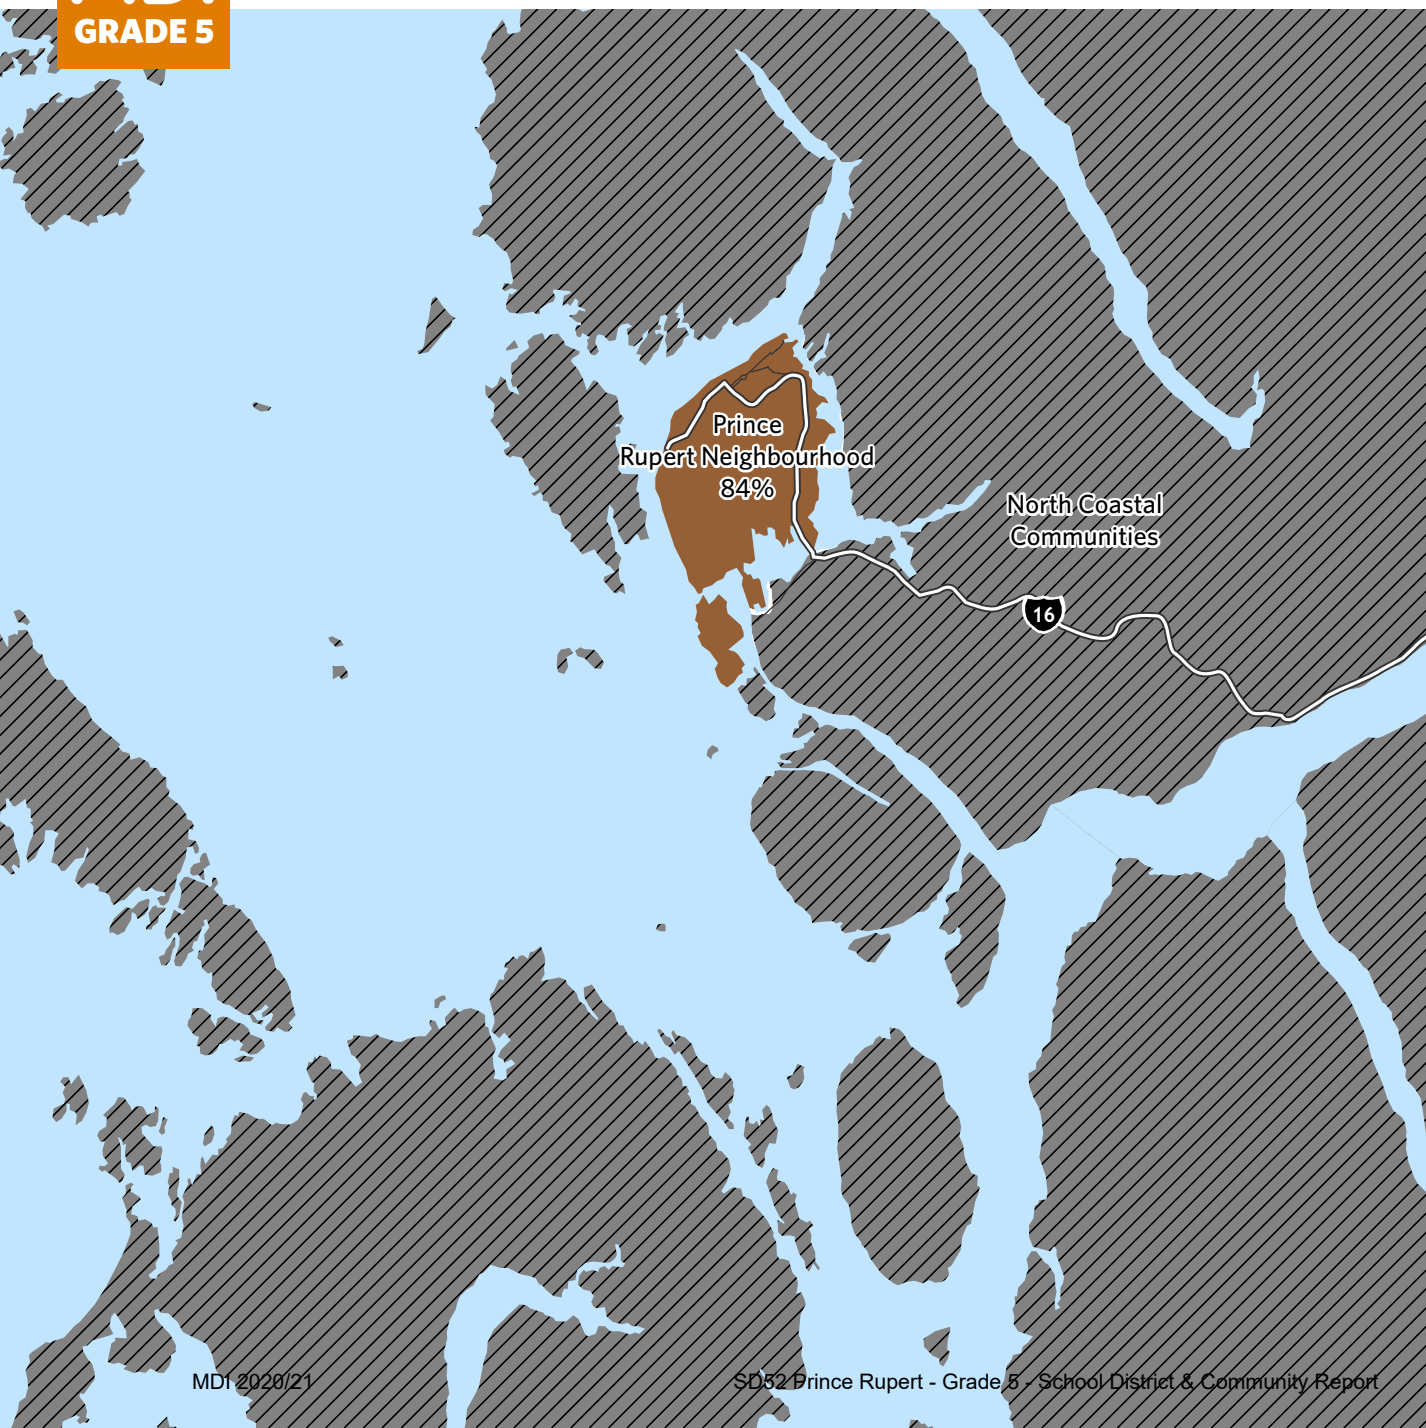 GRADE 5
Prince
Rupert Neighbourhood
84%
North Coastal
Communities
16
MDI 2020/21
SD52 Prince Rupert - Grade 5 - School District & Community Report